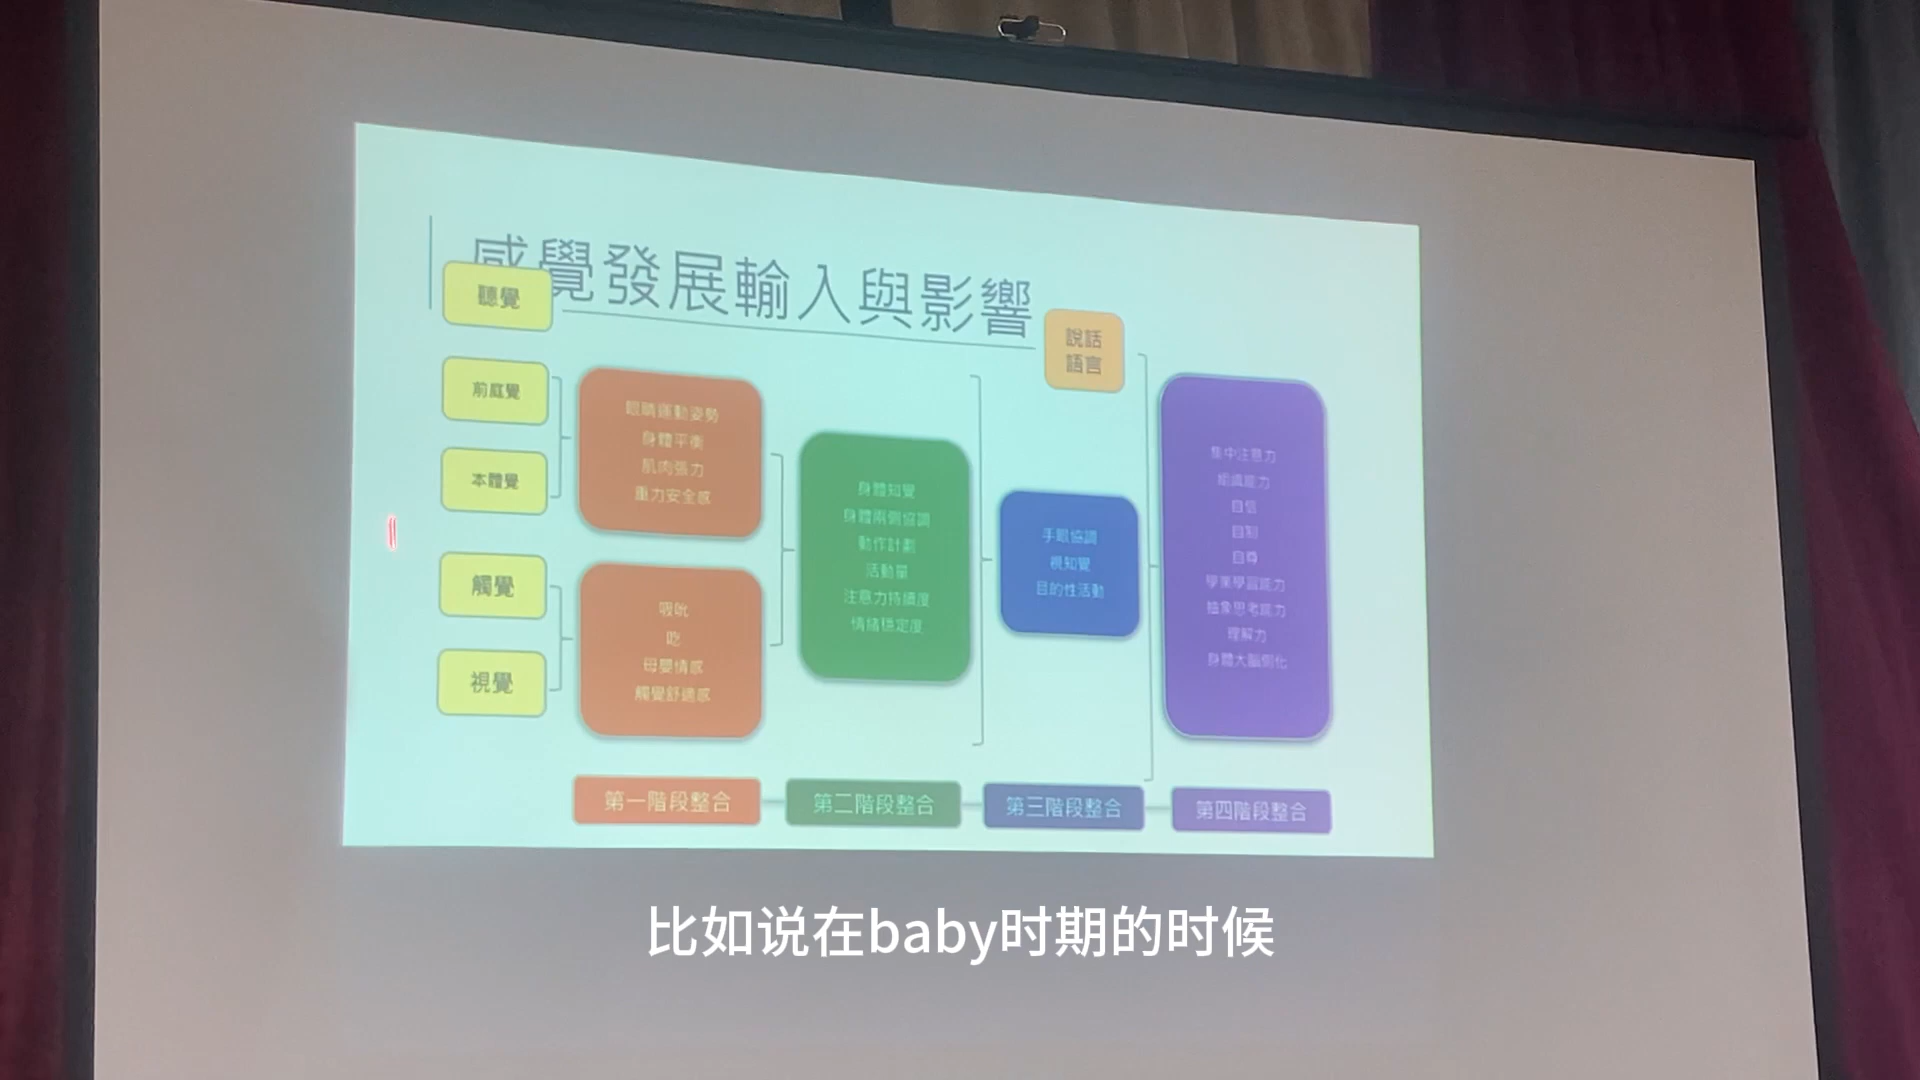 感覺發展輸入與影響
聽覺
說話
語言
前庭覺
本體覺
觸覺
視覺
眼睛運動姿勢
身體平衡
肌肉張力
重力安全感
吸吮
吃
母嬰情感
觸覺舒適感
身體知覺
身體兩側協調
動作計劃
活動量
注意力持續度
情緒穩定度
手眼協調
視知覺
目的性活動
集中注意力
組織能力
自信
自制
自尊
學業學習能力
抽象思考能力
理解力
身體大腦側化
第一階段整合
第二階段整合
第三階段整合
第四階段整合
比如说在baby时期的时候